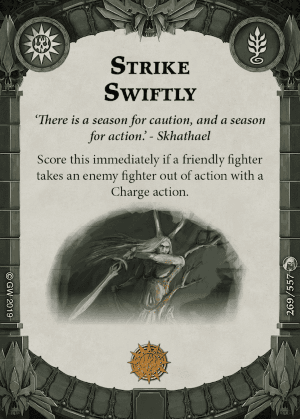 STRIKE
SWIFTLY
‘There is a season for caution, and a season
for action.’ - Skhathael
Score this immediately if a friendly fighter
takes an enemy fighter out of action with a
Charge action.
© GW 2019
269/557